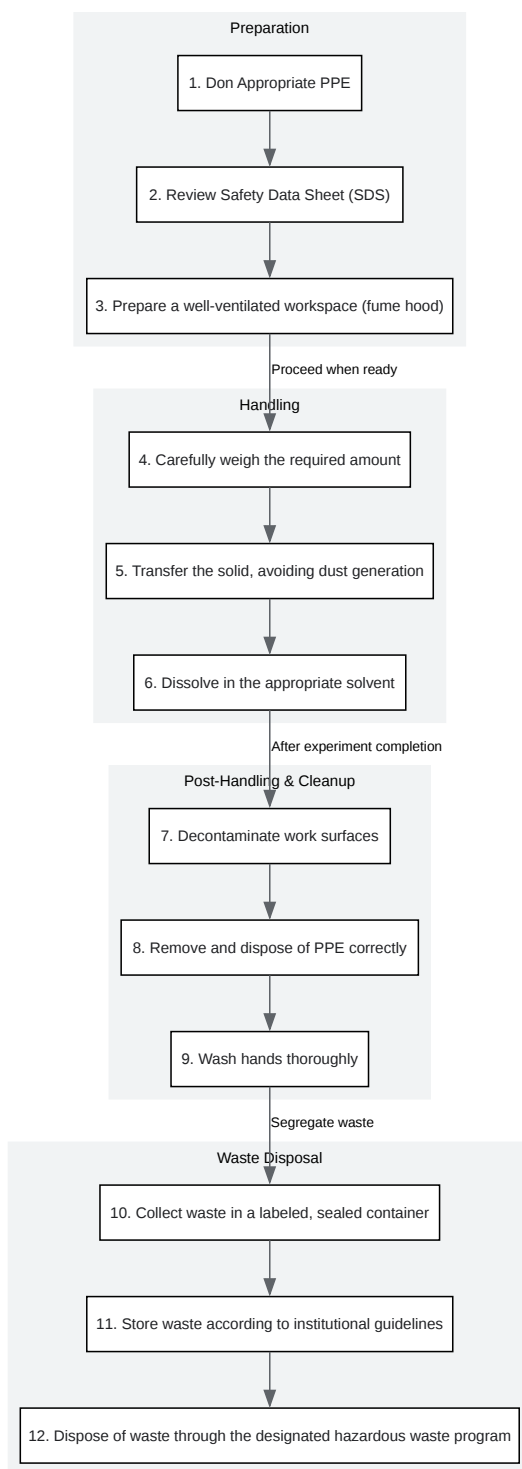 Preparation
1. Don Appropriate PPE
2. Review Safety Data Sheet (SDS)
3. Prepare a well-ventilated workspace (fume hood)
Proceed when ready
Handling
4. Carefully weigh the required amount
5. Transfer the solid, avoiding dust generation
6. Dissolve in the appropriate solvent
After experiment completion
Post-Handling & Cleanup
7. Decontaminate work surfaces
8. Remove and dispose of PPE correctly
9. Wash hands thoroughly
Segregate waste
Waste Disposal
10. Collect waste in a labeled, sealed container
11. Store waste according to institutional guidelines
12. Dispose of waste through the designated hazardous waste program